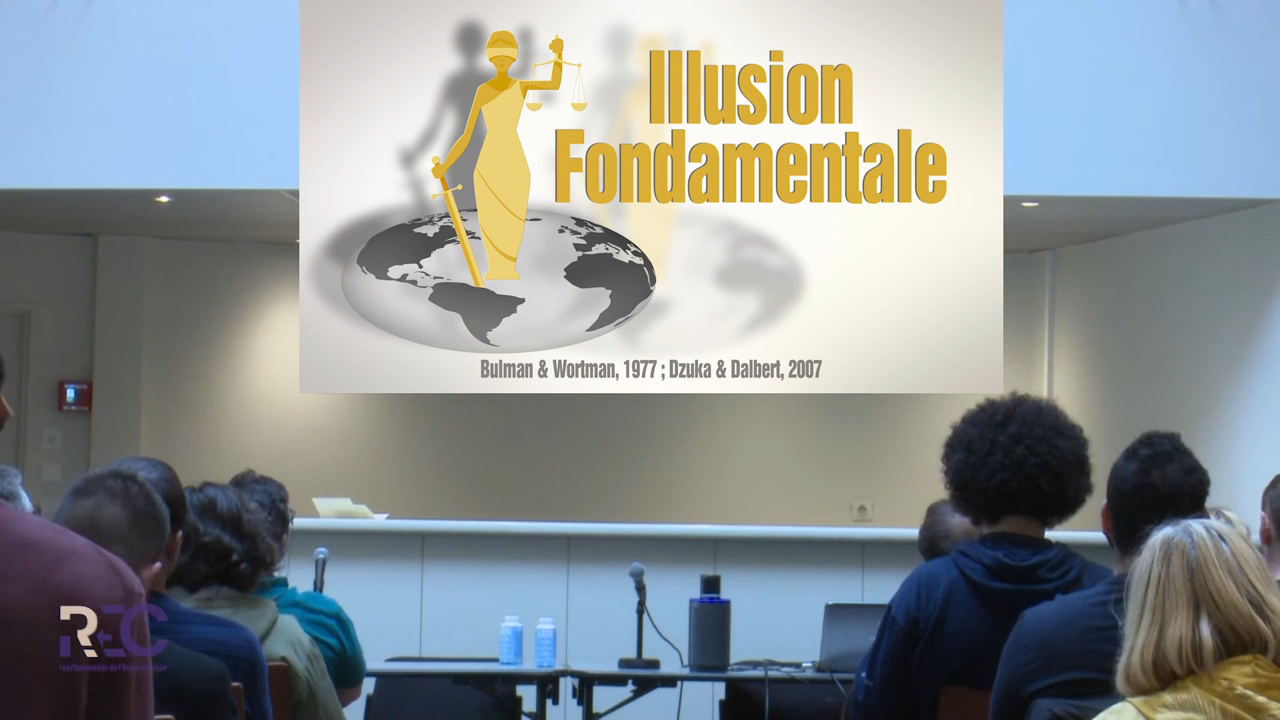 Illusion
Fondamentale
Bulman & Wortman, 1977 ; Dzuka & Dalbert, 2007
REC